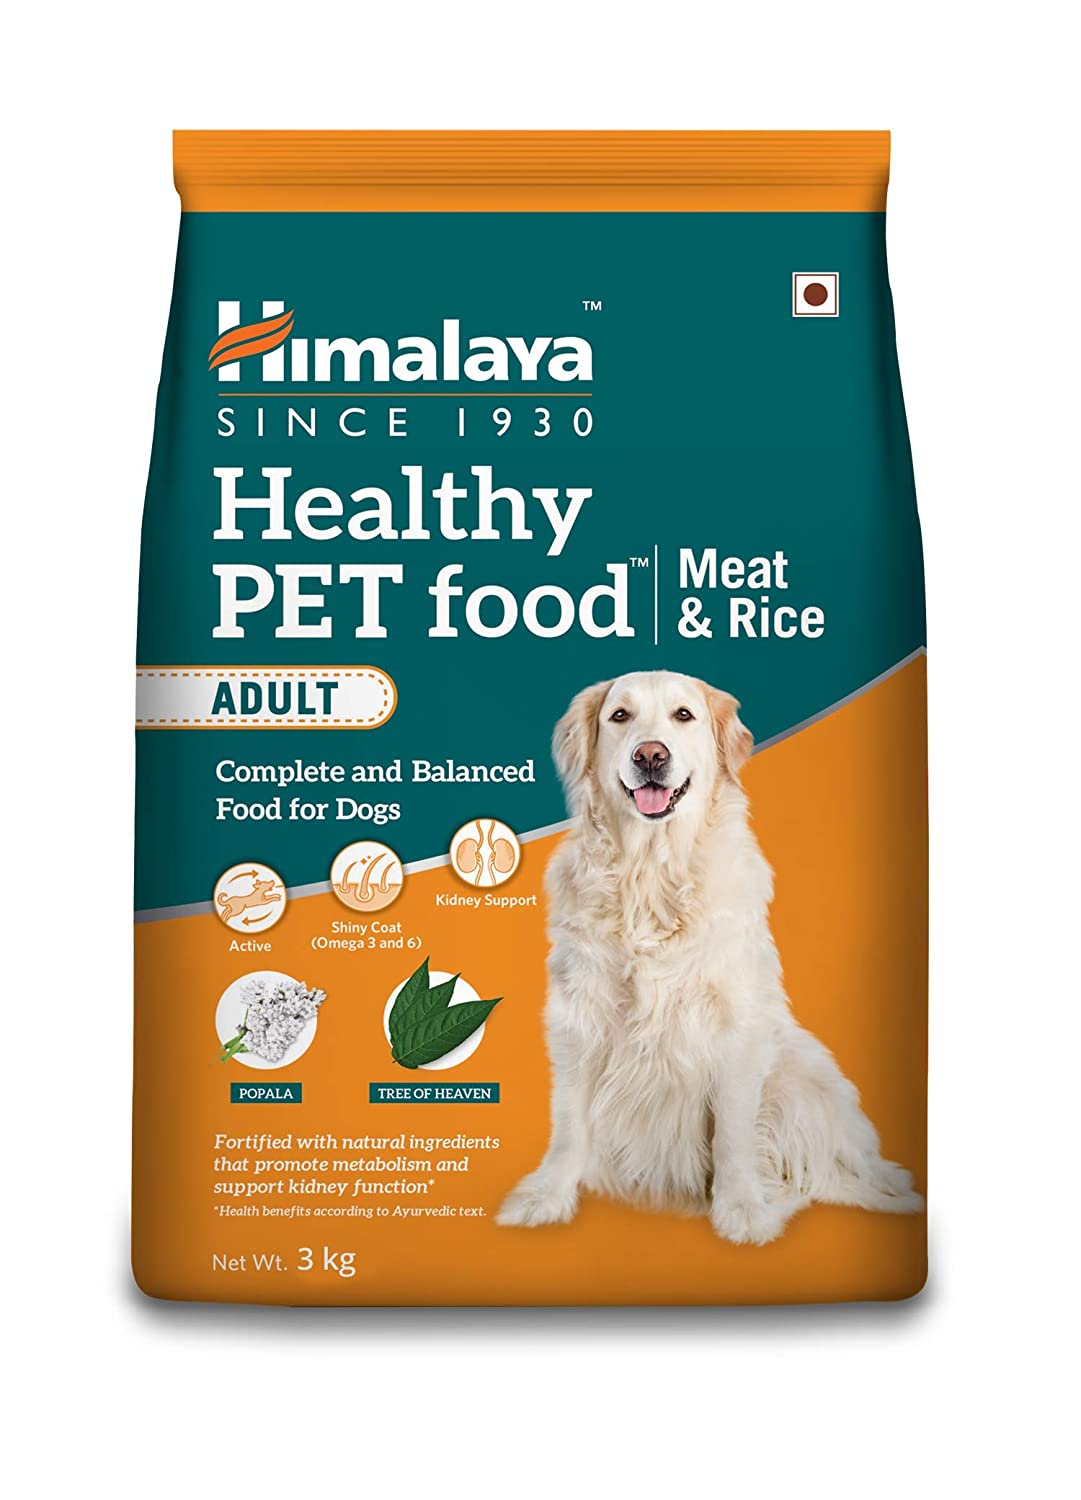 Himalaya™
SINCE 1930
Healthy
PET food™
Meat
& Rice
ADULT
Complete and Balanced
Food for Dogs
Active
Shiny Coat
(Omega 3 and 6)
Kidney Support
POPALA
TREE OF HEAVEN
Fortified with natural ingredients
that promote metabolism and
support kidney function*
*Health benefits according to Ayurvedic text.
Net Wt. 3 kg